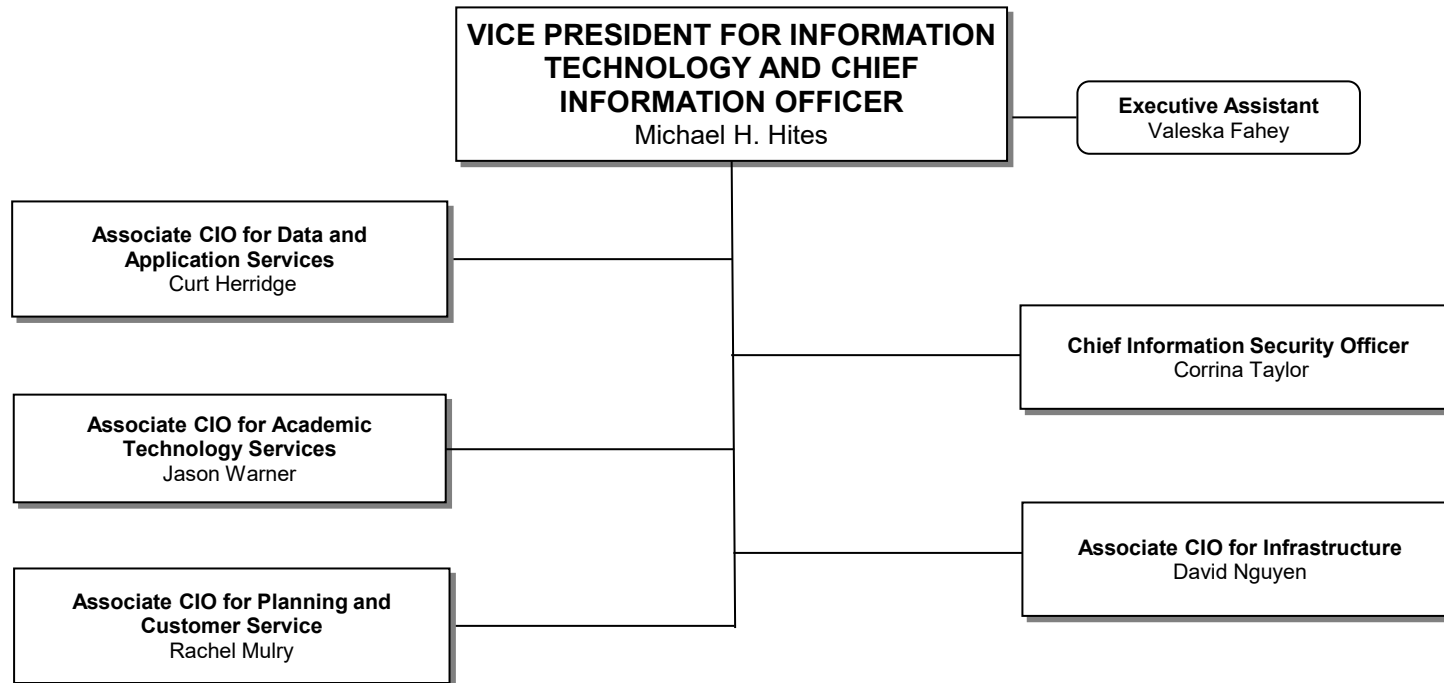 VICE PRESIDENT FOR INFORMATION
TECHNOLOGY AND CHIEF
INFORMATION OFFICER
Michael H. Hites
Executive Assistant
Valeska Fahey
Associate CIO for Data and
Application Services
Curt Herridge
Chief Information Security Officer
Corrina Taylor
Associate CIO for Academic
Technology Services
Jason Warner
Associate CIO for Infrastructure
David Nguyen
Associate CIO for Planning and
Customer Service
Rachel Mulry